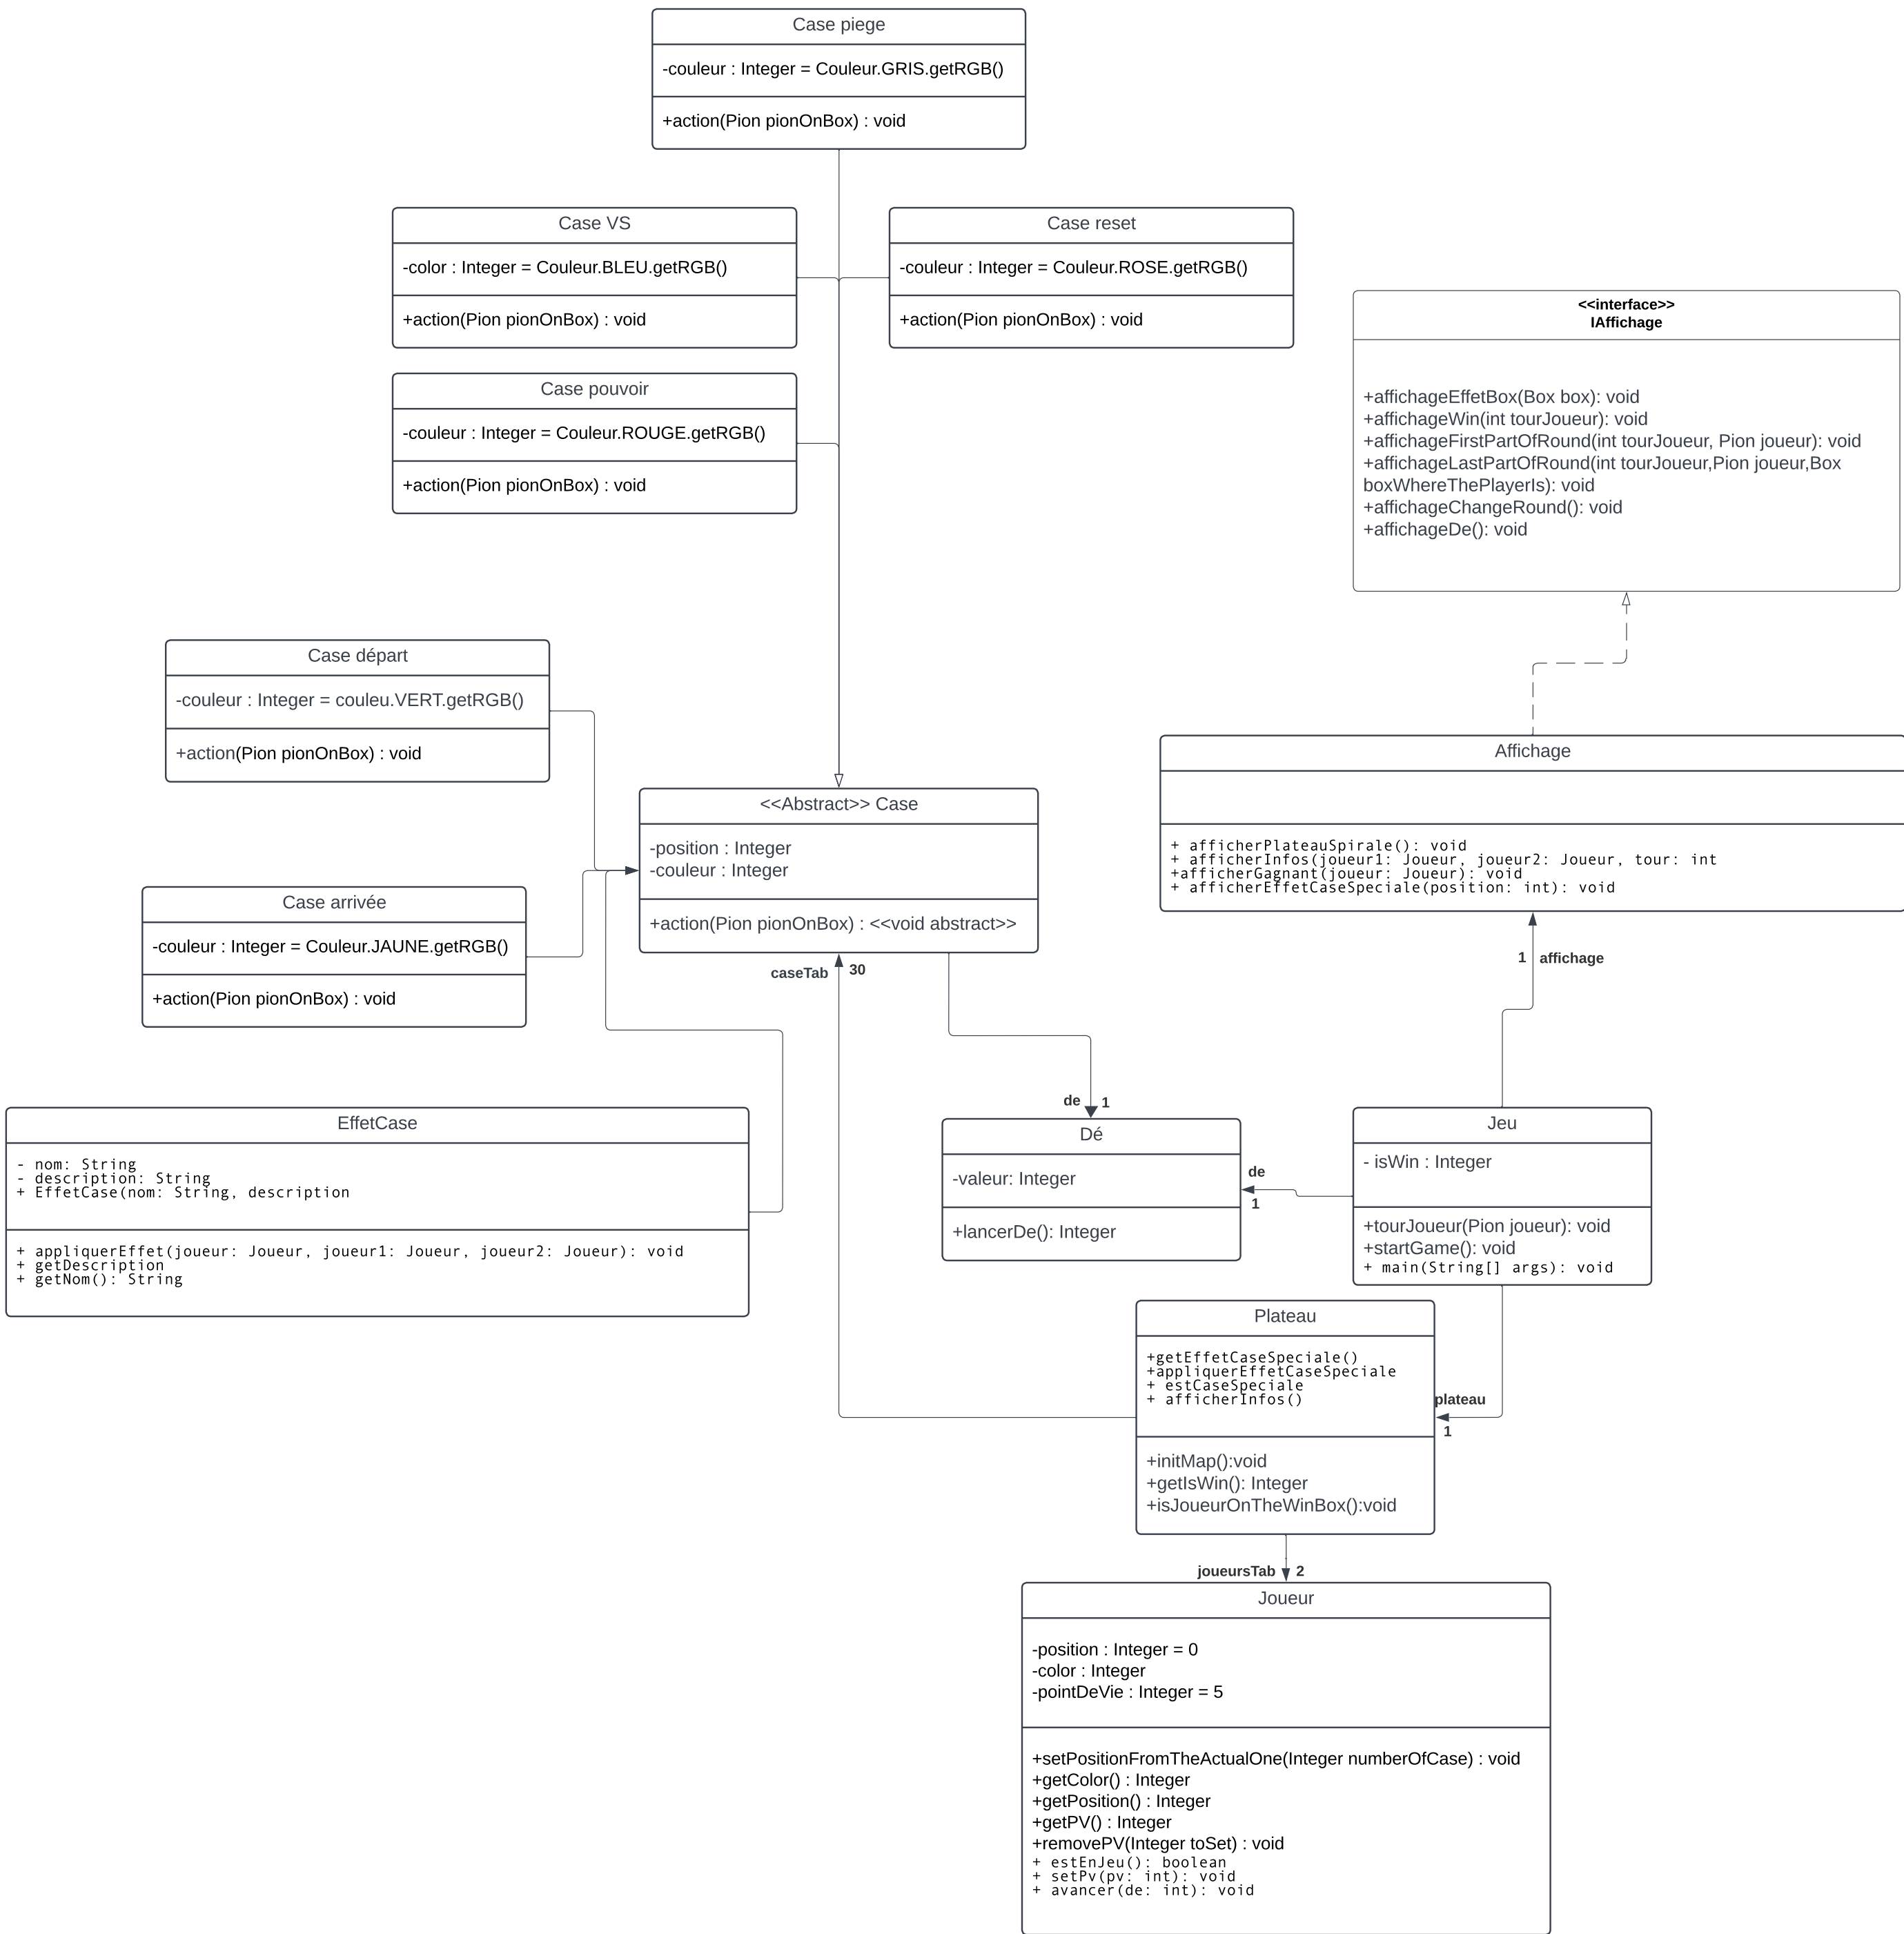 Case piege
-couleur : Integer = Couleur.GRIS.getRGB()
+action(Pion pionOnBox) : void
Case VS
-color : Integer = Couleur.BLEU.getRGB()
+action(Pion pionOnBox) : void
Case reset
-couleur : Integer = Couleur.ROSE.getRGB()
+action(Pion pionOnBox) : void
<<interface>>
IAffichage
+affichageEffetBox(Box box): void
+affichageWin(int tourJoueur): void
+affichageFirstPartOfRound(int tourJoueur, Pion joueur): void
+affichageLastPartOfRound(int tourJoueur,Pion joueur,Box
boxWhereThePlayerIs): void
+affichageChangeRound(): void
+affichageDe(): void
Case pouvoir
-couleur : Integer = Couleur.ROUGE.getRGB()
+action(Pion pionOnBox) : void
Case départ
-couleur : Integer = couleu.VERT.getRGB()
+action(Pion pionOnBox) : void
Affichage
+ afficherPlateauSpirale(): void
+ afficherInfos(joueur1: Joueur, joueur2: Joueur, tour: int
+afficherGagnant(joueur: Joueur): void
+ afficherEffetCaseSpeciale(position: int): void
<<Abstract>> Case
-position : Integer
-couleur : Integer
+action(Pion pionOnBox) : <<void abstract>>
Case arrivée
-couleur : Integer = Couleur.JAUNE.getRGB()
+action(Pion pionOnBox) : void
caseTab 30
1 affichage
EffetCase
- nom: String
- description: String
+ EffetCase(nom: String, description
+ appliquerEffet(joueur: Joueur, joueur1: Joueur, joueur2: Joueur): void
+ getDescription
+ getNom(): String
de 1
Dé
-valeur: Integer
+lancerDe(): Integer
de
1
Jeu
- isWin : Integer
+tourJoueur(Pion joueur): void
+startGame(): void
+ main(String[] args): void
Plateau
+getEffetCaseSpeciale()
+appliquerEffetCaseSpeciale
+ estCaseSpeciale
+ afficherInfos()
+initMap():void
+getIsWin(): Integer
+isJoueurOnTheWinBox():void
plateau
1
joueursTab 2
Joueur
-position : Integer = 0
-color : Integer
-pointDeVie : Integer = 5
+setPositionFromTheActualOne(Integer numberOfCase) : void
+getColor() : Integer
+getPosition() : Integer
+getPV() : Integer
+removePV(Integer toSet) : void
+ estEnJeu(): boolean
+ setPv(pv: int): void
+ avancer(de: int): void